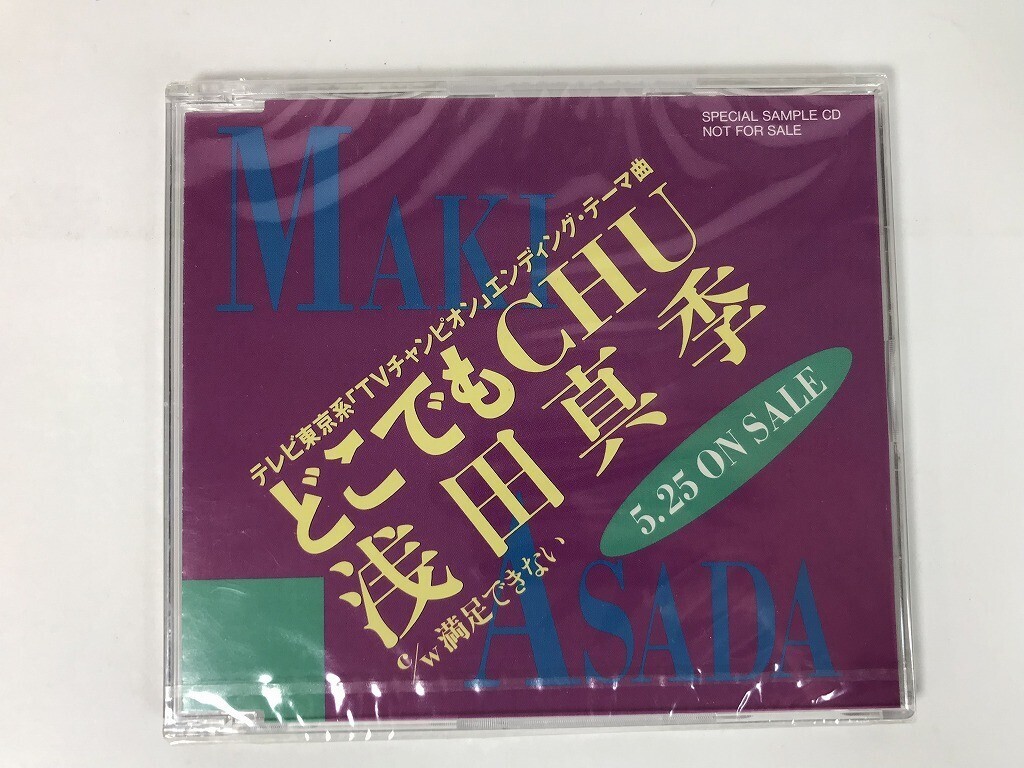 SPECIAL SAMPLE CD
NOT FOR SALE
MAKI
テレビ東京系「TVチャンピオン」エンディング・テーマ曲
どこでもCHU
浅田真季
c/w満足できない
5.25 ON SALE
ASADA